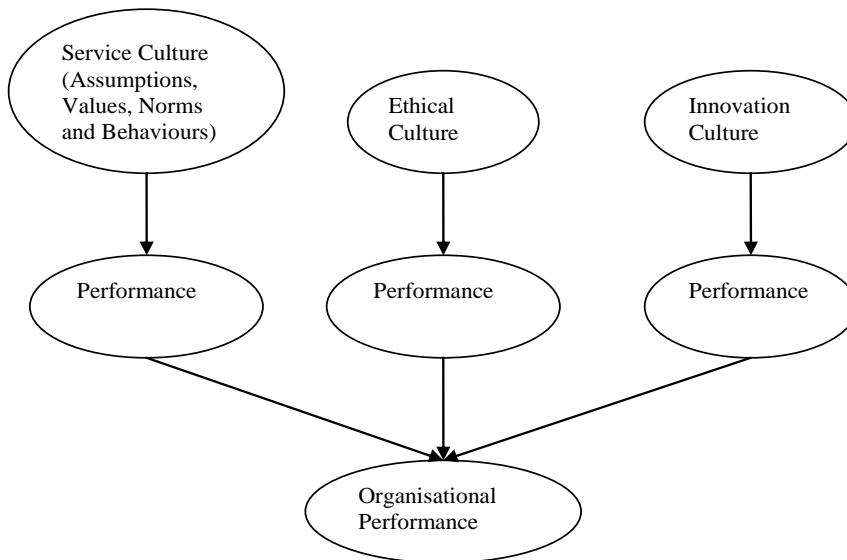 Service Culture
(Assumptions,
Values, Norms
and Behaviours)
Ethical
Culture
Innovation
Culture
Performance
Performance
Performance
Organisational
Performance